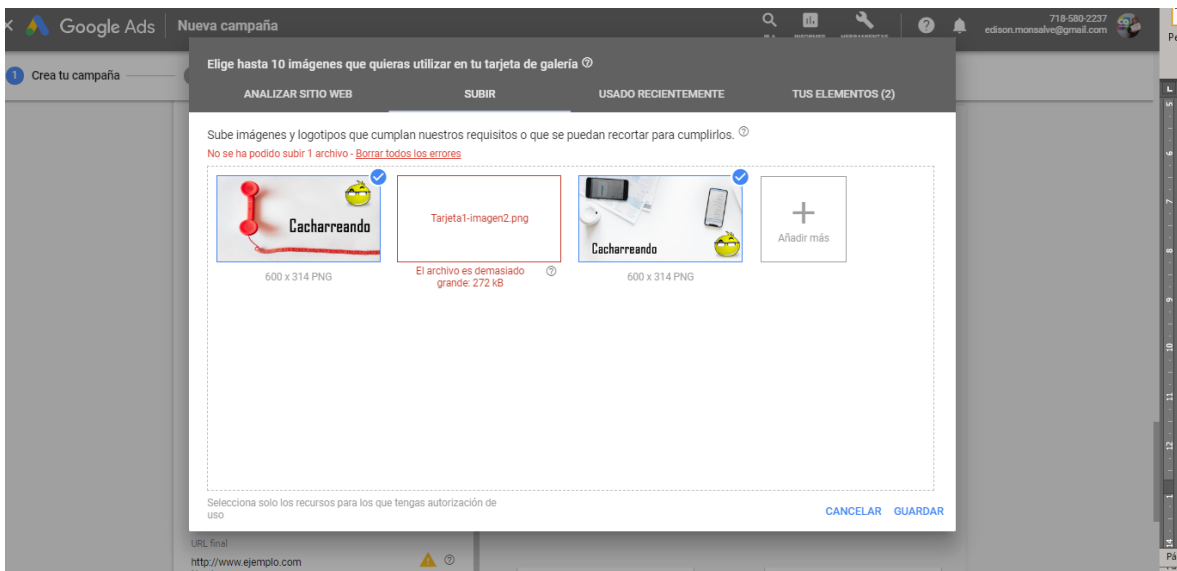 Google Ads
Nueva campaña
718-580-2237
edison.monsalve@gmail.com
1 Crea tu campaña
Elige hasta 10 imágenes que quieras utilizar en tu tarjeta de galería
ANALIZAR SITIO WEB
SUBIR
USADO RECIENTEMENTE
TUS ELEMENTOS (2)
Sube imágenes y logotipos que cumplan nuestros requisitos o que se puedan recortar para cumplirlos.
No se ha podido subir 1 archivo - Borrar todos los errores
Cacharreando
Tarjeta1-imagen2.png
Cacharreando
Añadir más
600 x 314 PNG
El archivo es demasiado
grande: 272 kB
600 x 314 PNG
Selecciona solo los recursos para los que tengas autorización de
uso
CANCELAR
GUARDAR
URL final
http://www.ejemplo.com